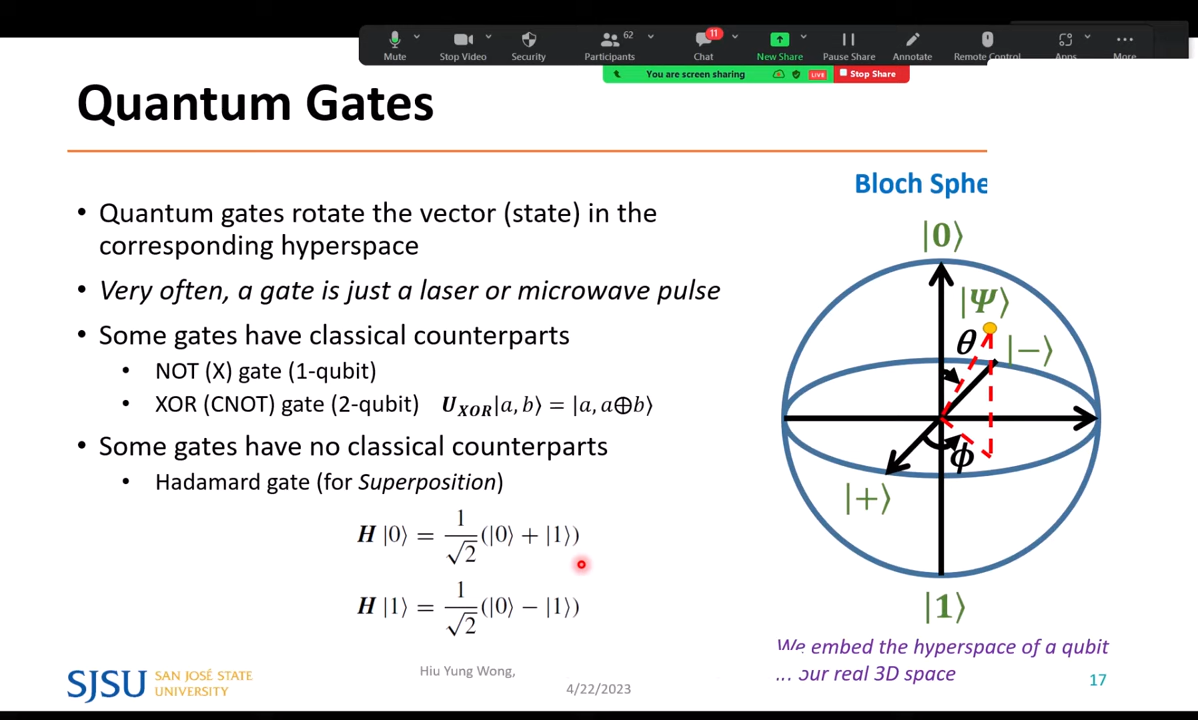 62
11
Mute
Stop Video
Security
Participants
Chat
New Share
Pause Share
Annotate
Remote Control
Apps
More
You are screen sharing
LIVE
Stop Share
Quantum Gates
• Quantum gates rotate the vector (state) in the
corresponding hyperspace
• Very often, a gate is just a laser or microwave pulse
• Some gates have classical counterparts
• NOT (X) gate (1-qubit)
• XOR (CNOT) gate (2-qubit) U_XOR|a, b⟩ = |a, a⊕b⟩
• Some gates have no classical counterparts
• Hadamard gate (for Superposition)
H |0⟩ = 1/√2 (|0⟩ + |1⟩)
H |1⟩ = 1/√2 (|0⟩ − |1⟩)
Bloch Sphe
|0⟩
|Ψ⟩
θ
|−⟩
ϕ
|+⟩
|1⟩
We embed the hyperspace of a qubit
our real 3D space
SJSU SAN JOSÉ STATE
UNIVERSITY
Hiu Yung Wong,
4/22/2023
17